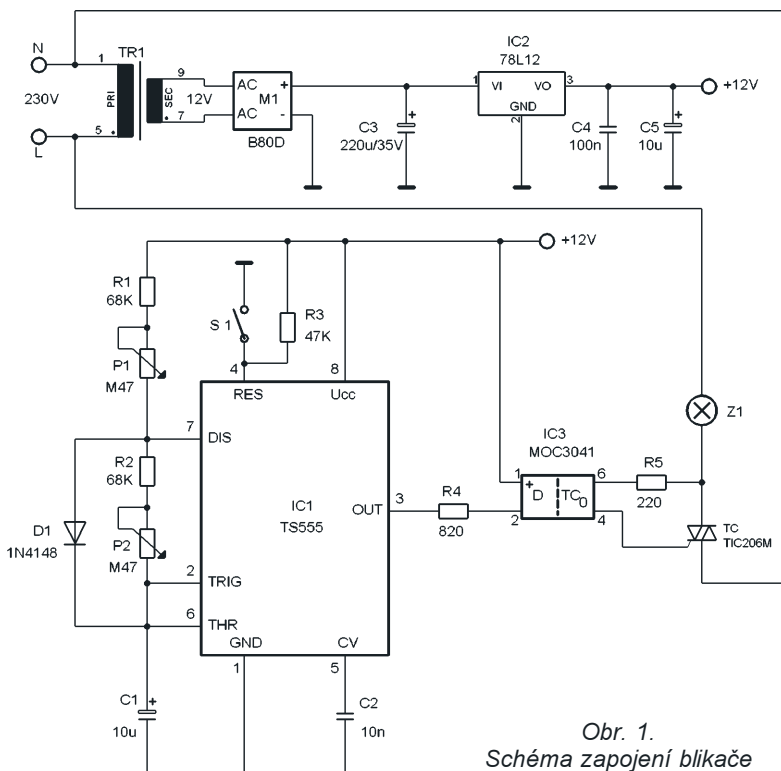 N
1
TR1
PRI
SEC
9
12V
7
230V
5
L
AC
+
M1
AC
-
B80D
C3
220u/35V
+
IC2
78L12
1
VI
VO
3
GND
2
C4
100n
C5
10u
+
+12V
+12V
R1
68K
P1
M47
S 1
R3
47K
4
8
RES
Ucc
7
DIS
R2
68K
D1
1N4148
P2
M47
2
TRIG
6
THR
IC1
TS555
OUT
3
GND
CV
1
5
C1
10u
+
C2
10n
R4
820
IC3
MOC3041
1
+
D
TC
0
2
6
4
R5
220
Z1
TC
TIC206M
Obr. 1.
Schéma zapojení blikače